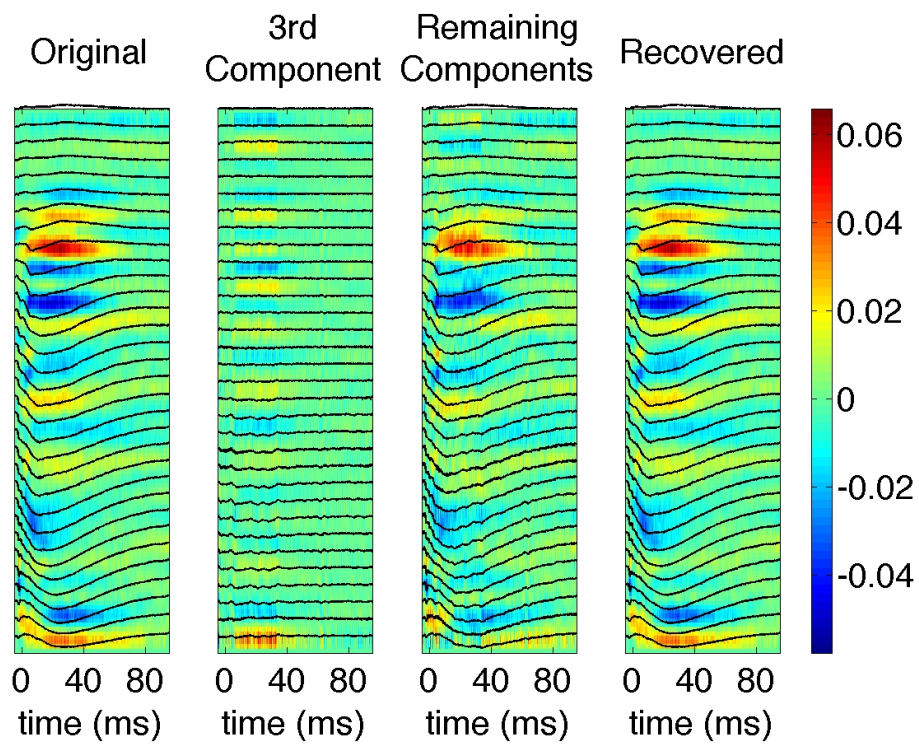 Original
3rd
Component
Remaining
Components
Recovered
0.06
0.04
0.02
0
-0.02
-0.04
0 40 80
0 40 80
0 40 80
0 40 80
time (ms)
time (ms)
time (ms)
time (ms)